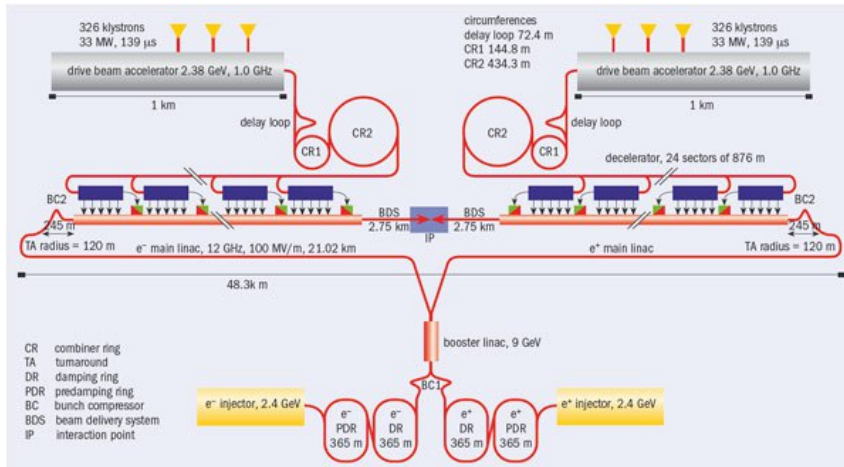 326 klystrons
33 MW, 139 μs
circumferences
delay loop 72.4 m
CR1 144.8 m
CR2 434.3 m
326 klystrons
33 MW, 139 μs
drive beam accelerator 2.38 GeV, 1.0 GHz
drive beam accelerator 2.38 GeV, 1.0 GHz
1 km
1 km
delay loop
CR1
CR2
CR2
CR1
delay loop
decelerator, 24 sectors of 876 m
BC2
BC2
245 m
BDS
2.75 km
IP
BDS
2.75 km
245 m
TA radius = 120 m
e⁻ main linac, 12 GHz, 100 MV/m, 21.02 km
e⁺ main linac
TA radius = 120 m
48.3k m
booster linac, 9 GeV
BC1
CR combiner ring
TA turnaround
DR damping ring
PDR predamping ring
BC bunch compressor
BDS beam delivery system
IP interaction point
e⁻ injector, 2.4 GeV
e⁻
PDR
365 m
e⁻
DR
365 m
e⁺
DR
365 m
e⁺
PDR
365 m
e⁺ injector, 2.4 GeV